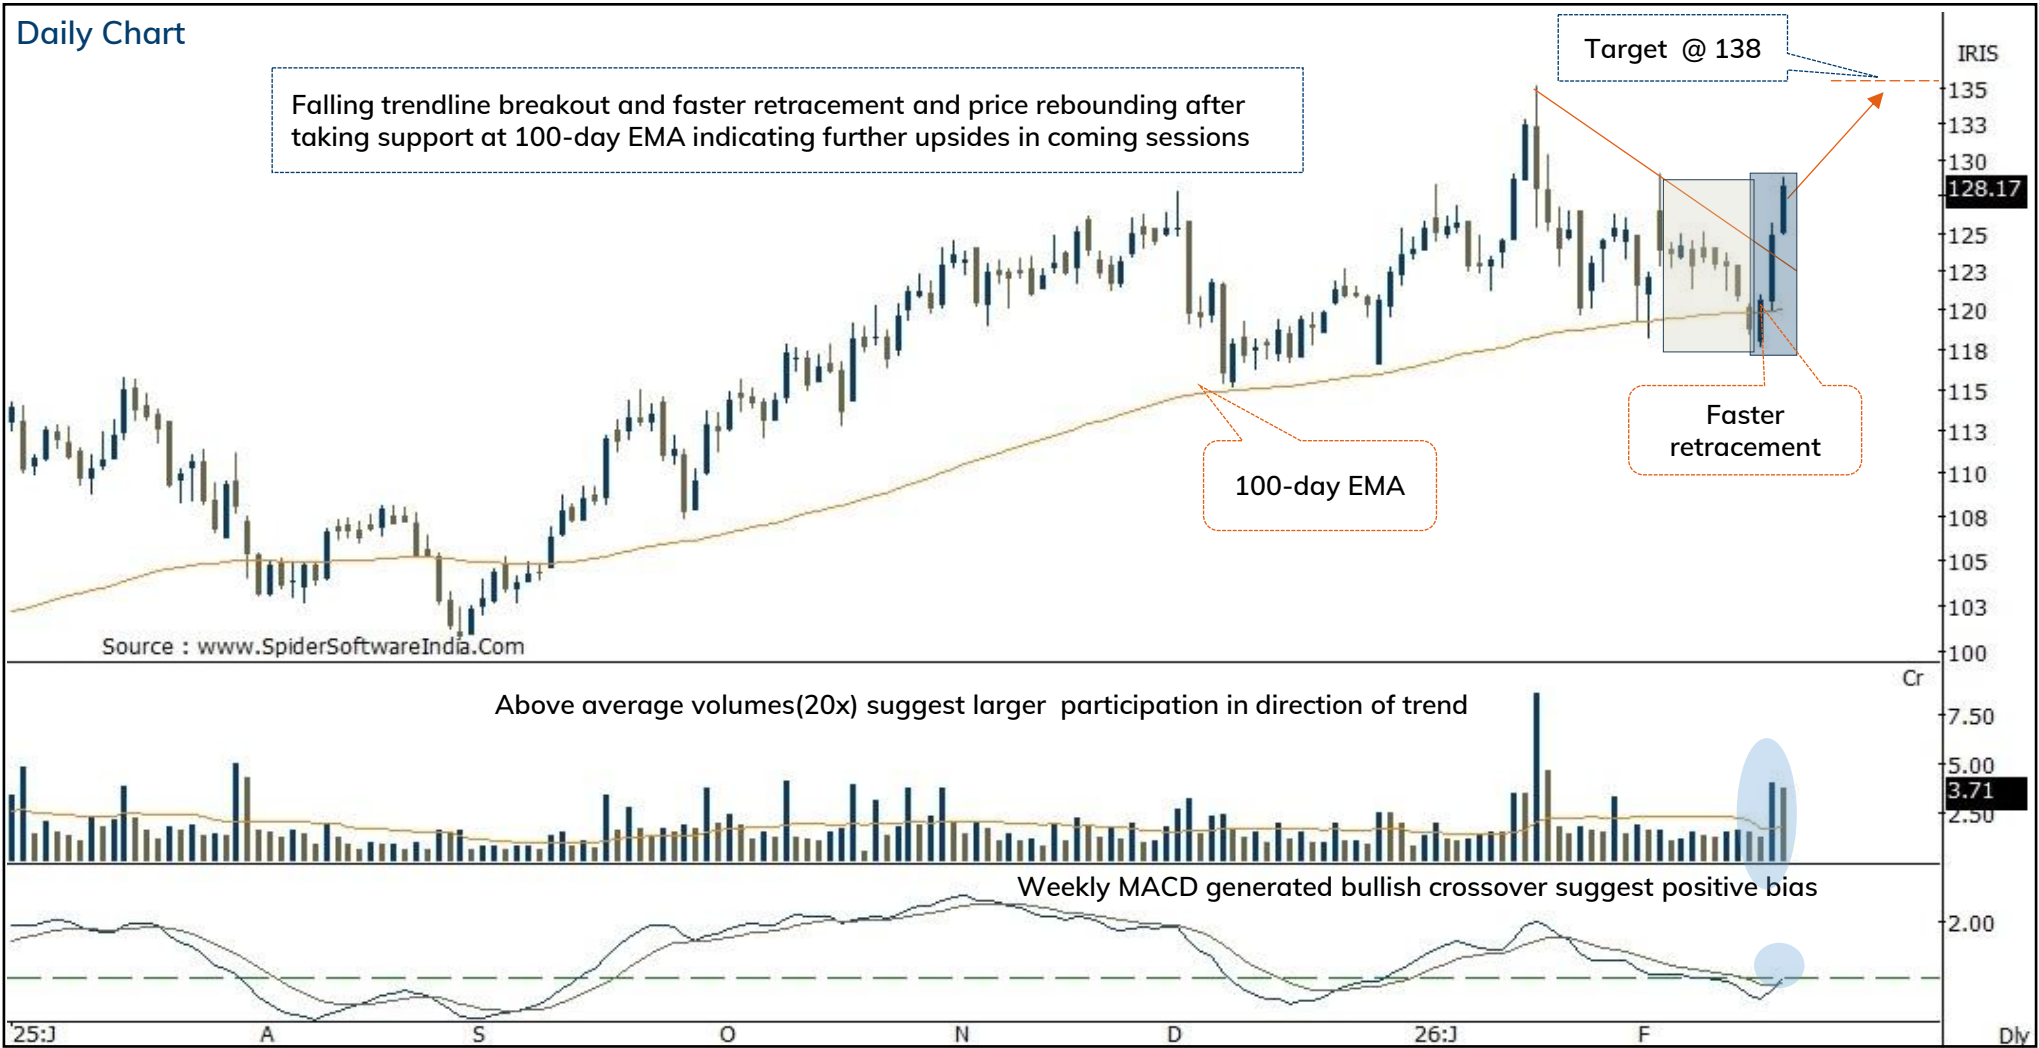 Daily Chart
Target @ 138
IRIS
Falling trendline breakout and faster retracement and price rebounding after
taking support at 100-day EMA indicating further upsides in coming sessions
135
133
130
128.17
125
123
120
118
115
113
110
108
105
103
100
Faster
retracement
100-day EMA
Source : www.SpiderSoftwareIndia.Com
Cr
Above average volumes(20x) suggest larger participation in direction of trend
7.50
5.00
3.71
2.50
Weekly MACD generated bullish crossover suggest positive bias
2.00
25:J A S O N D 26:J F Dly